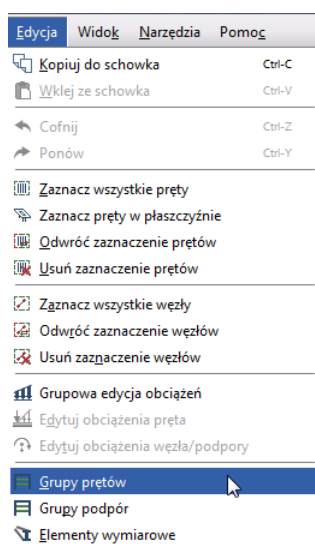 Edycja Widok Narzędzia Pomoc
Kopiuj do schowka Ctrl-C
Wklej ze schowka Ctrl-V
Cofnij Ctrl-Z
Ponów Ctrl-Y
Zaznacz wszystkie pręty
Zaznacz pręty w płaszczyźnie
Odwróć zaznaczenie prętów
Usuń zaznaczenie prętów
Zaznacz wszystkie węzły
Odwróć zaznaczenie węzłów
Usuń zaznaczenie węzłów
Grupowa edycja obciążeń
Edytuj obciążenia pręta
Edytuj obciążenia węzła/podpory
Grupy prętów
Grupy podpór
Elementy wymiarowe